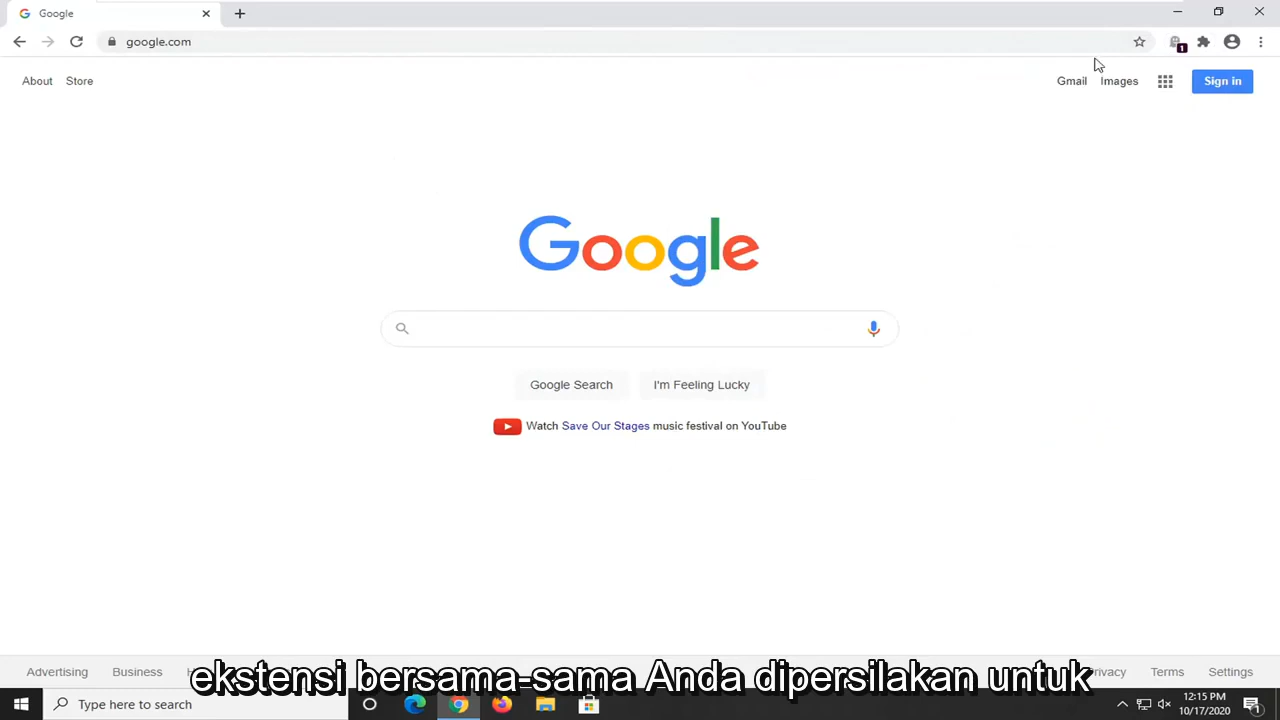 Google
google.com
1
About Store Gmail Images Sign in
Google
Google Search I'm Feeling Lucky
Watch Save Our Stages music festival on YouTube
Advertising Business Terms Settings
ekstensi bersama-sama Anda dipersilakan untuk
Type here to search
12:15 PM
10/17/2020
1